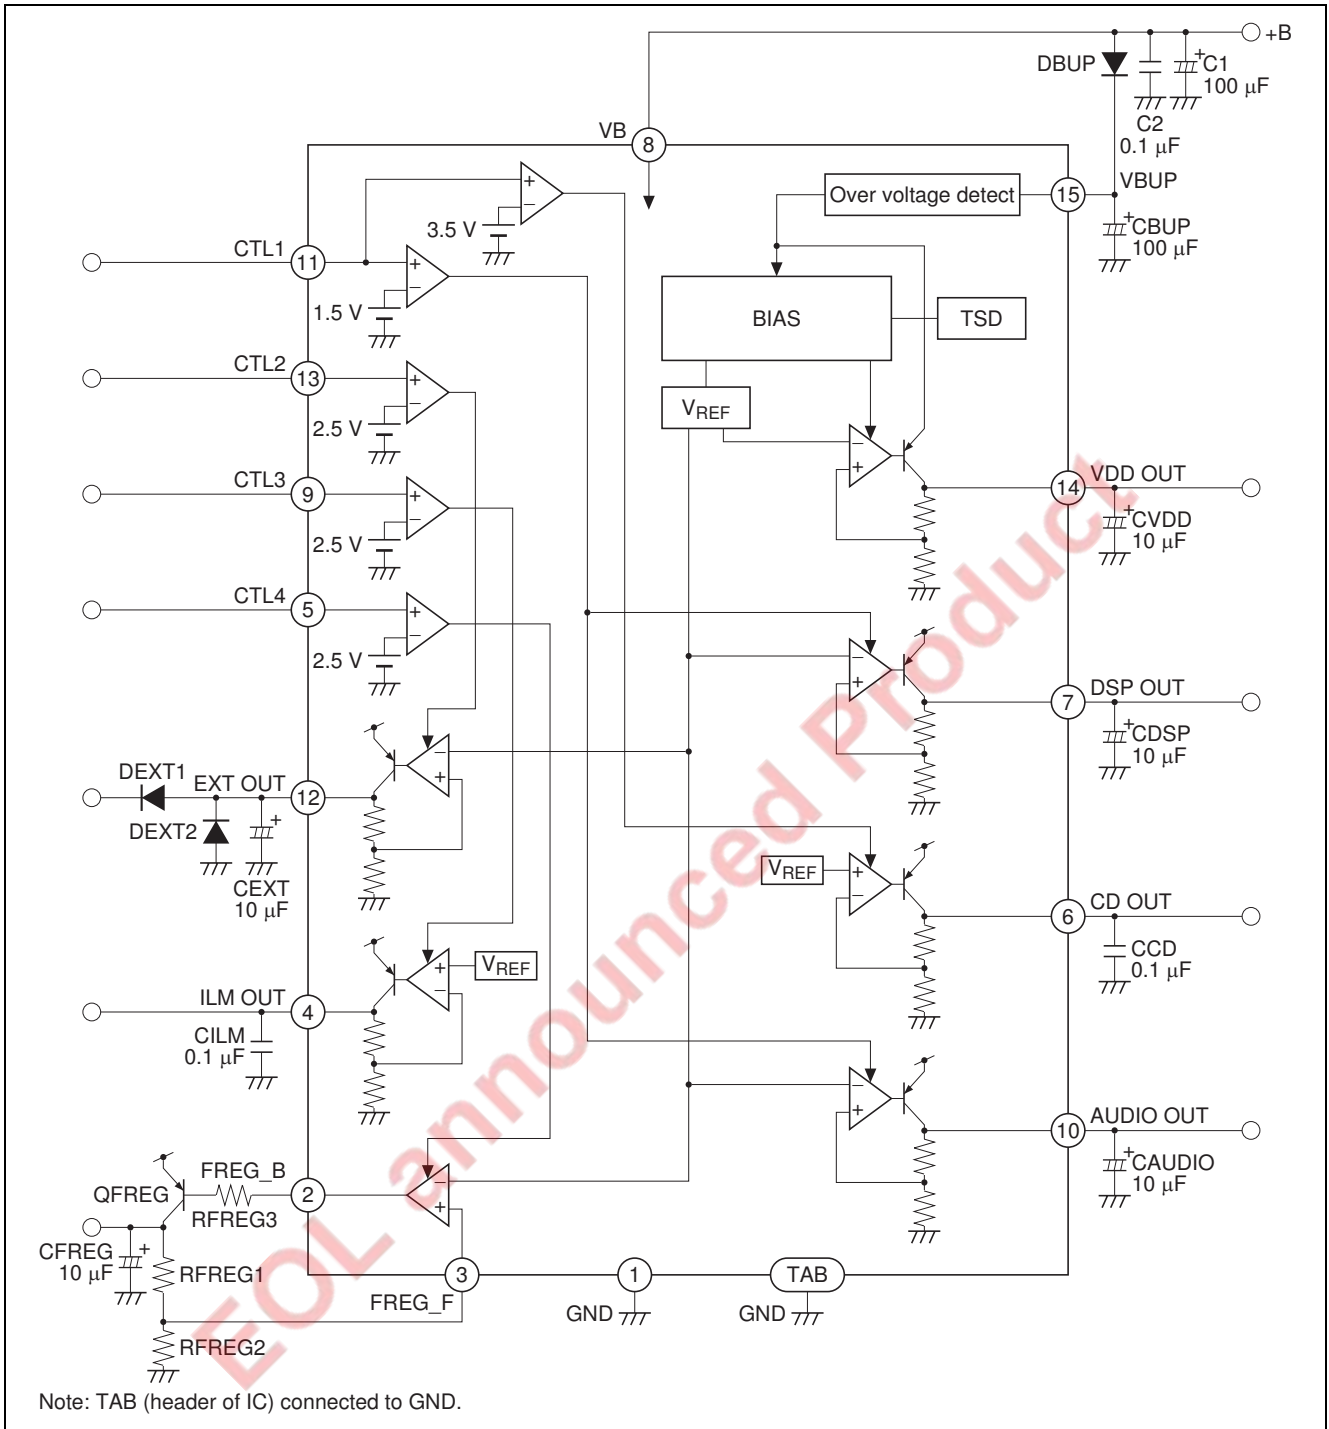 +B
DBUP
C1
100 μF
C2
0.1 μF
VB
8
VBUP
15
Over voltage detect
CBUP
100 μF
+
−
3.5 V
CTL1
11
+
−
1.5 V
BIAS
TSD
CTL2
13
+
−
2.5 V
VREF
−
+
CTL3
9
+
−
2.5 V
14
VDD OUT
CVDD
10 μF
CTL4
5
+
−
2.5 V
−
+
7
DSP OUT
CDSP
10 μF
DEXT1
EXT OUT
12
−
+
DEXT2
CEXT
10 μF
VREF
+
−
6
CD OUT
CCD
0.1 μF
ILM OUT
4
+
−
VREF
CILM
0.1 μF
−
+
10
AUDIO OUT
CAUDIO
10 μF
QFREG
FREG_B
RFREG3
2
−
+
CFREG
10 μF
RFREG1
RFREG2
3
FREG_F
1
GND
TAB
GND
Note: TAB (header of IC) connected to GND.
EOL announced Product